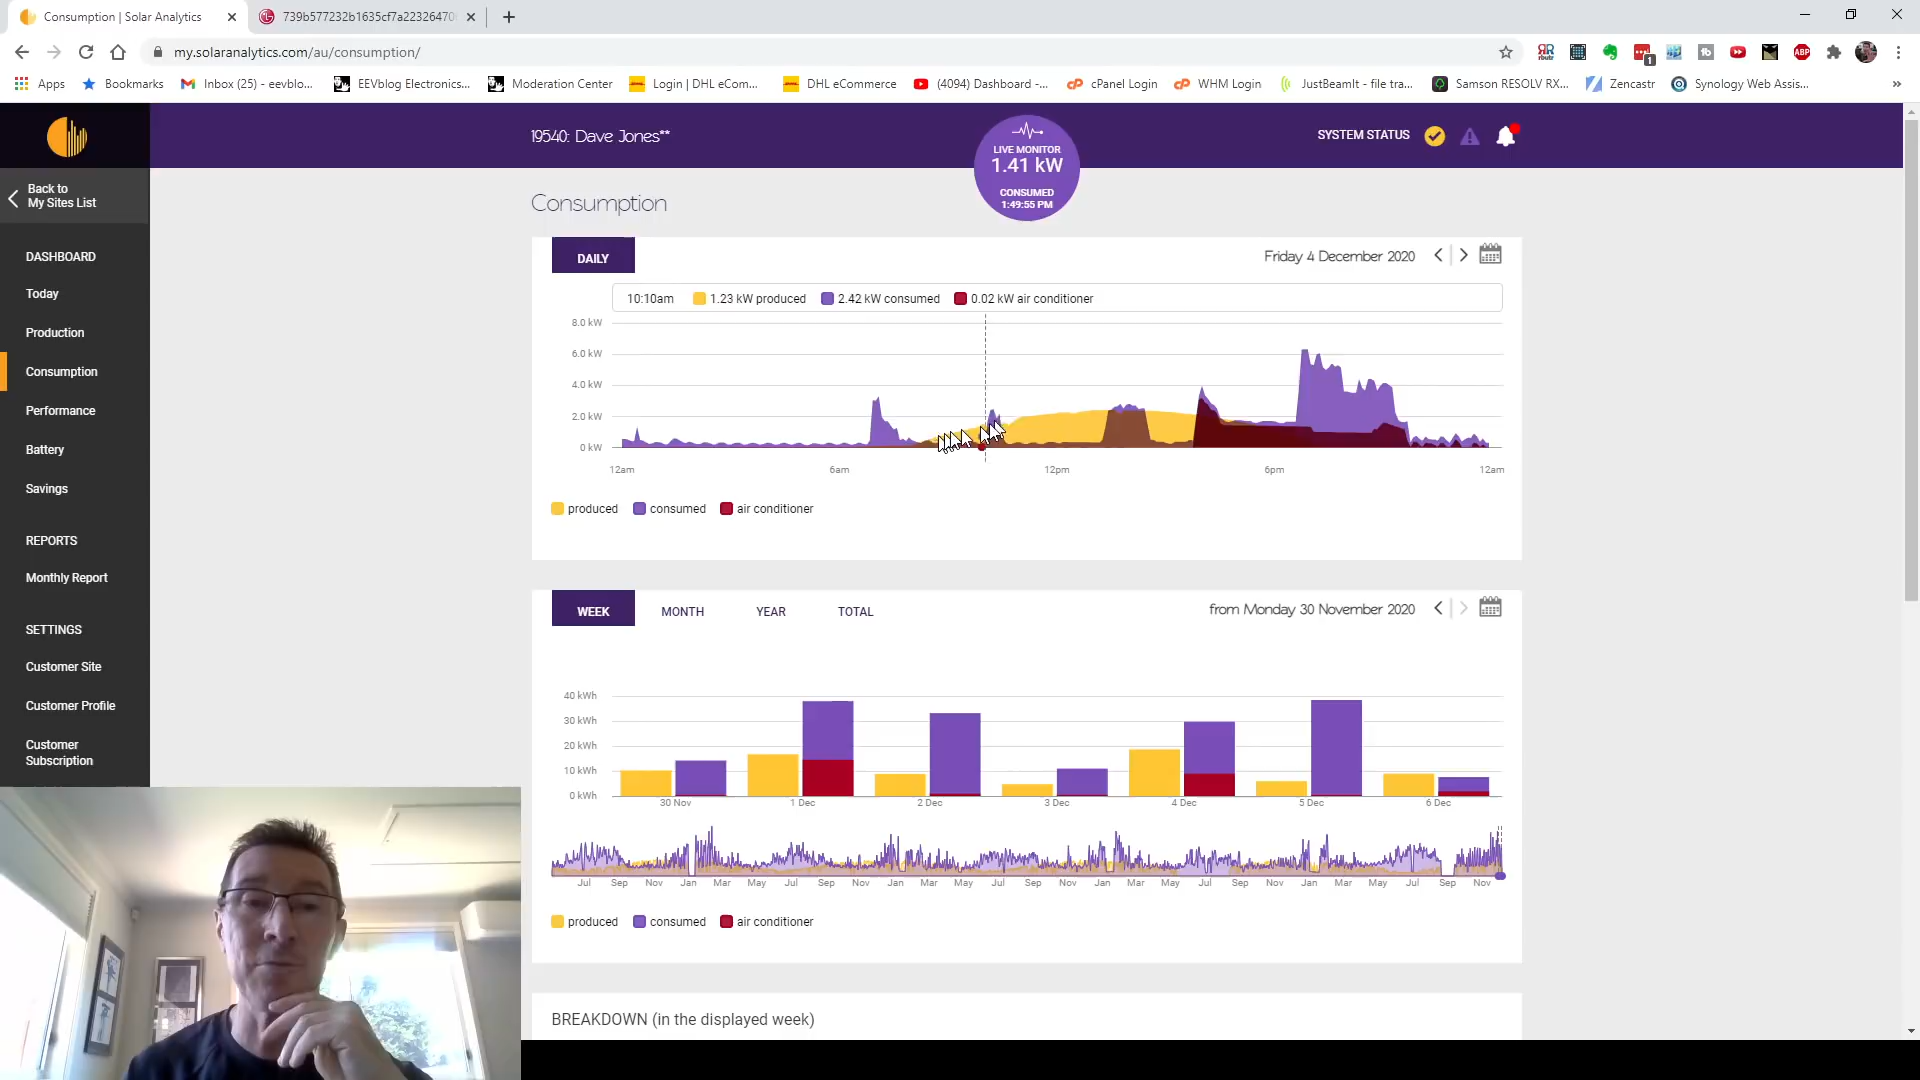 Consumption | Solar Analytics
739b577232b1635cf7a22326470
my.solaranalytics.com/au/consumption/
Apps
Bookmarks
Inbox (25) - eevblo...
EEVblog Electronics...
Moderation Center
Login | DHL eCom...
DHL eCommerce
(4094) Dashboard -...
cPanel Login
WHM Login
JustBeamIt - file tra...
Samson RESOLV RX...
Zencastr
Synology Web Assis...
»
Back to
My Sites List
DASHBOARD
Today
Production
Consumption
Performance
Battery
Savings
REPORTS
Monthly Report
SETTINGS
Customer Site
Customer Profile
Customer
Subscription
19540: Dave Jones**
LIVE MONITOR
1.41 kW
CONSUMED
1:49:55 PM
SYSTEM STATUS
Consumption
DAILY
Friday 4 December 2020
10:10am 1.23 kW produced 2.42 kW consumed 0.02 kW air conditioner
8.0 kW
6.0 kW
4.0 kW
2.0 kW
0 kW
12am 6am 12pm 6pm 12am
produced consumed air conditioner
WEEK MONTH YEAR TOTAL
from Monday 30 November 2020
40 kWh
30 kWh
20 kWh
10 kWh
0 kWh
30 Nov 1 Dec 2 Dec 3 Dec 4 Dec 5 Dec 6 Dec
Jul Sep Nov Jan Mar May Jul Sep Nov Jan Mar May Jul Sep Nov Jan Mar May Jul Sep Nov Jan Mar May Jul Sep Nov
produced consumed air conditioner
BREAKDOWN (in the displayed week)